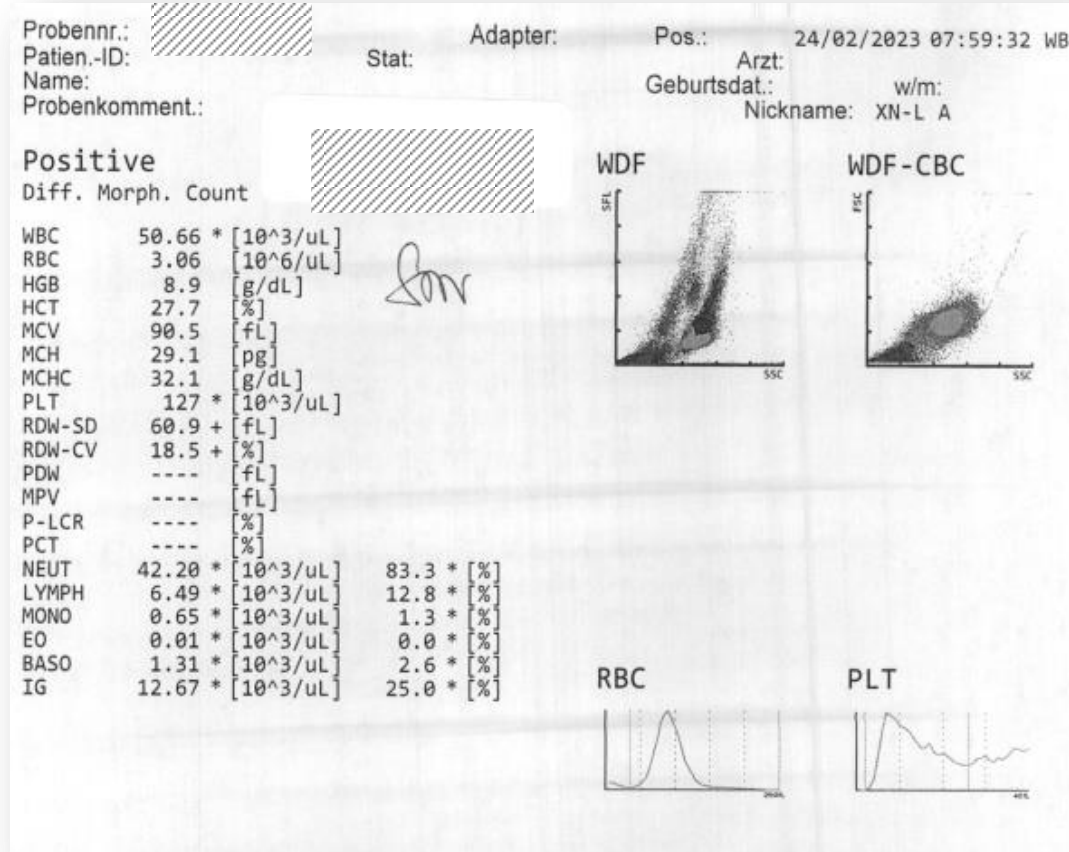 Probennr.: Adapter: Pos.: 24/02/2023 07:59:32 WB
Patien.-ID: Stat: Arzt:
Name: Geburtsdat.: w/m:
Probenkomment.: Nickname: XN-L A
Positive
Diff. Morph. Count
WBC 50.66 * [10^3/uL]
RBC 3.06 [10^6/uL]
HGB 8.9 [g/dL]
HCT 27.7 [%]
MCV 90.5 [fL]
MCH 29.1 [pg]
MCHC 32.1 [g/dL]
PLT 127 * [10^3/uL]
RDW-SD 60.9 + [fL]
RDW-CV 18.5 + [%]
PDW ---- [fL]
MPV ---- [fL]
P-LCR ---- [%]
PCT ---- [%]
NEUT 42.20 * [10^3/uL] 83.3 * [%]
LYMPH 6.49 * [10^3/uL] 12.8 * [%]
MONO 0.65 * [10^3/uL] 1.3 * [%]
EO 0.01 * [10^3/uL] 0.0 * [%]
BASO 1.31 * [10^3/uL] 2.6 * [%]
IG 12.67 * [10^3/uL] 25.0 * [%]
WDF WDF-CBC
SFL FSC
SSC SSC
RBC PLT